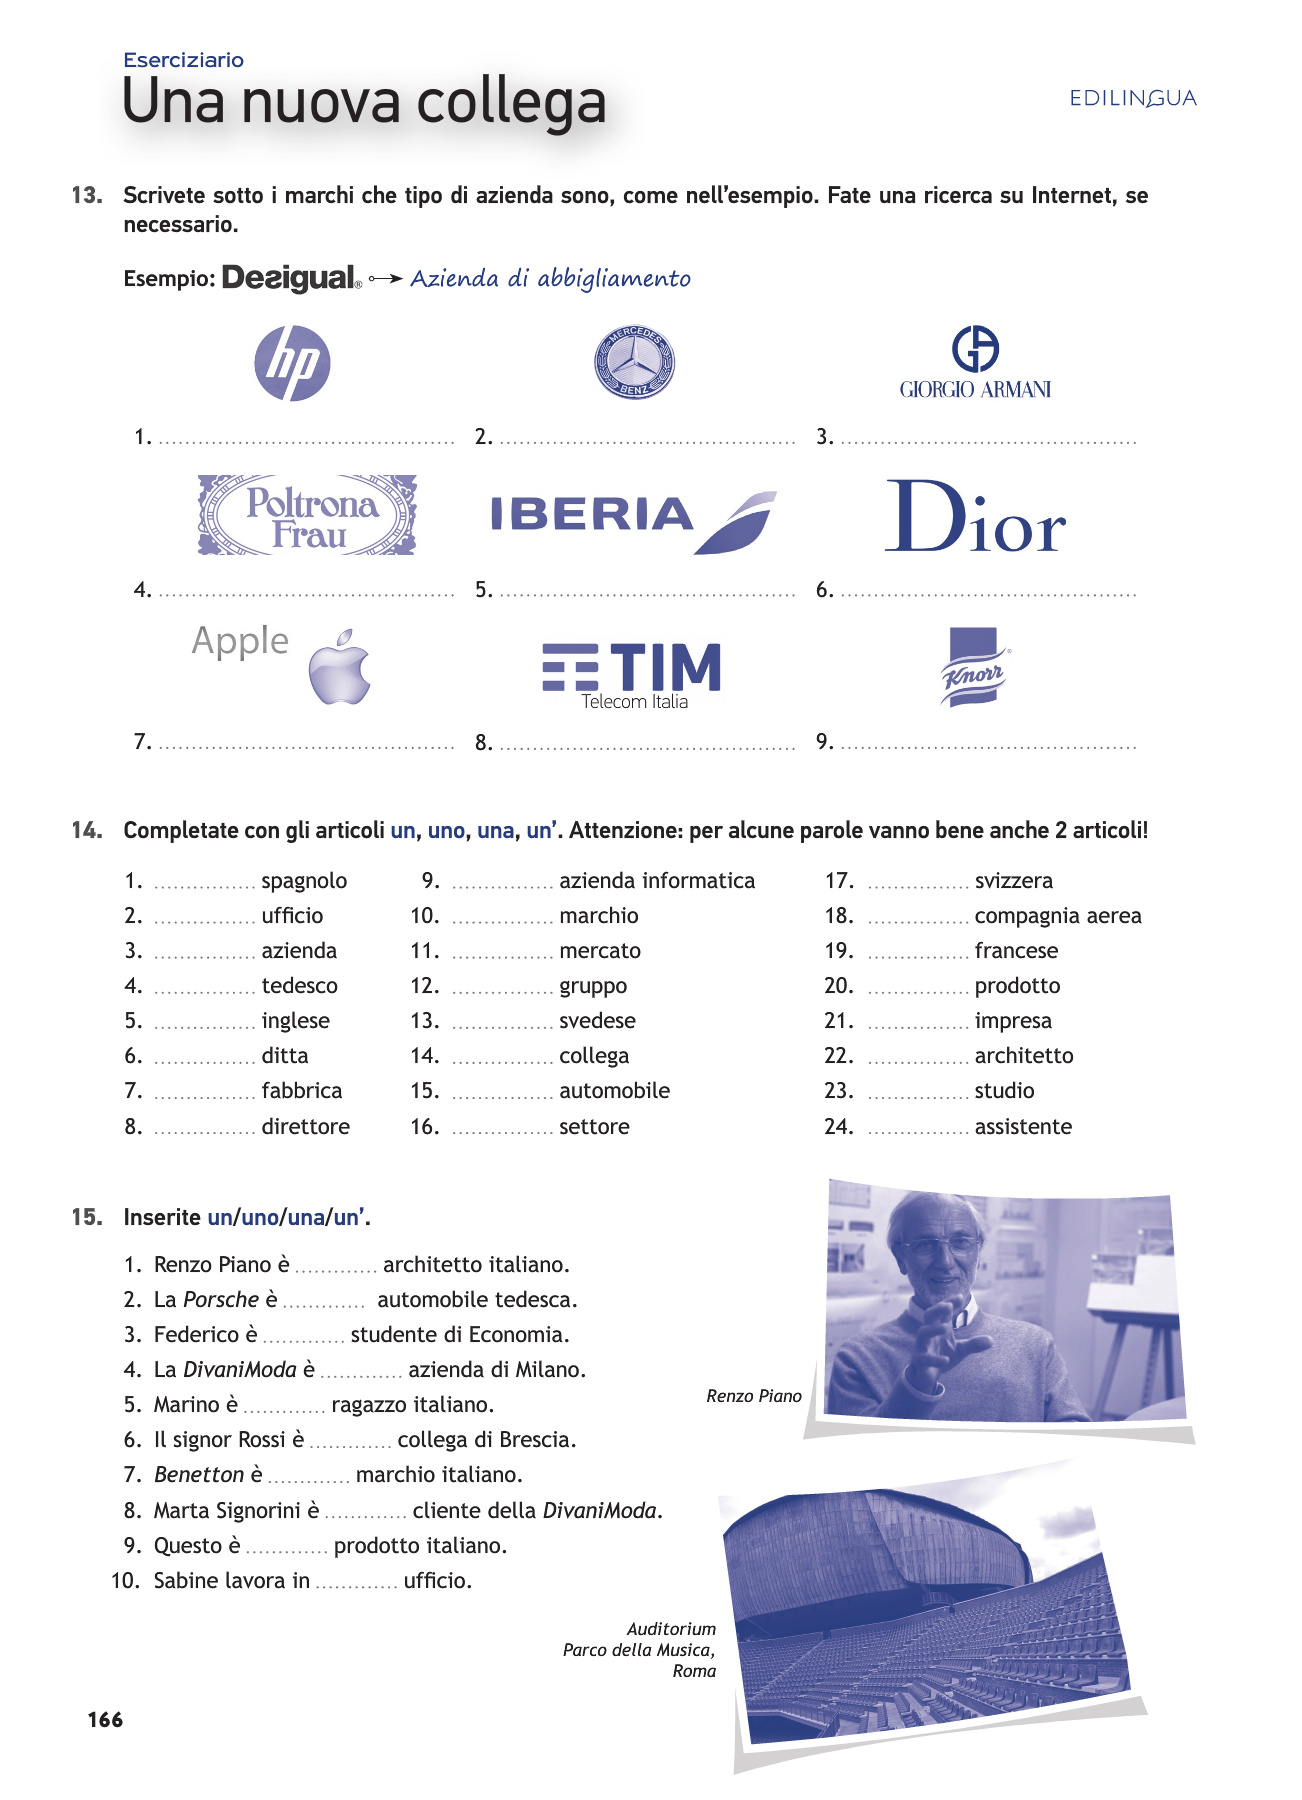 Eserciziario
Una nuova collega
EDILINGUA
13. Scrivete sotto i marchi che tipo di azienda sono, come nell'esempio. Fate una ricerca su Internet, se
necessario.
Esempio: Desigual® Azienda di abbigliamento
hp
MERCEDES
BENZ
GA
GIORGIO ARMANI
1. ............................................. 2. ............................................. 3. .............................................
Poltrona
Frau
IBERIA
Dior
4. ............................................. 5. ............................................. 6. .............................................
Apple
TIM
Telecom Italia
Knorr®
7. ............................................. 8. ............................................. 9. .............................................
14. Completate con gli articoli un, uno, una, un'. Attenzione: per alcune parole vanno bene anche 2 articoli!
1. ................ spagnolo
2. ................ ufficio
3. ................ azienda
4. ................ tedesco
5. ................ inglese
6. ................ ditta
7. ................ fabbrica
8. ................ direttore
9. ................ azienda informatica
10. ................ marchio
11. ................ mercato
12. ................ gruppo
13. ................ svedese
14. ................ collega
15. ................ automobile
16. ................ settore
17. ................ svizzera
18. ................ compagnia aerea
19. ................ francese
20. ................ prodotto
21. ................ impresa
22. ................ architetto
23. ................ studio
24. ................ assistente
15. Inserite un/uno/una/un'.
1. Renzo Piano è ............. architetto italiano.
2. La Porsche è ............. automobile tedesca.
3. Federico è ............. studente di Economia.
4. La DivaniModa è ............. azienda di Milano.
5. Marino è ............. ragazzo italiano.
6. Il signor Rossi è ............. collega di Brescia.
7. Benetton è ............. marchio italiano.
8. Marta Signorini è ............. cliente della DivaniModa.
9. Questo è ............. prodotto italiano.
10. Sabine lavora in ............. ufficio.
Renzo Piano
Auditorium
Parco della Musica,
Roma
166